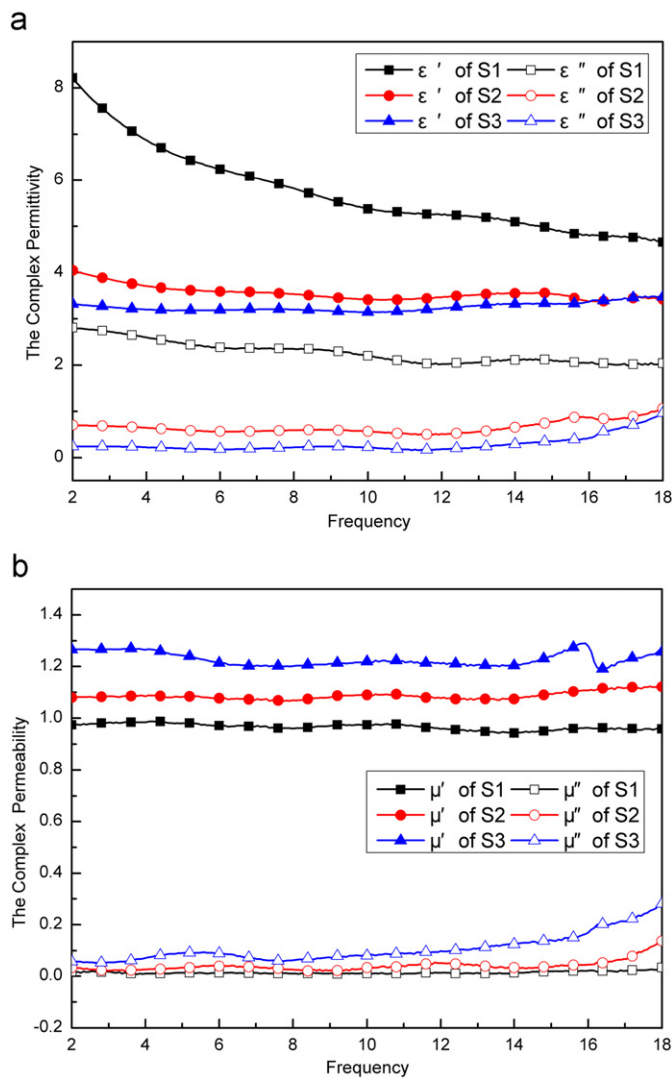 a
ε ′ of S1 ε ″ of S1
ε ′ of S2 ε ″ of S2
ε ′ of S3 ε ″ of S3
The Complex Permittivity
8
6
4
2
0
2 4 6 8 10 12 14 16 18
Frequency
b
The Complex Permeability
1.4
1.2
1.0
0.8
0.6
0.4
0.2
0.0
-0.2
μ′ of S1 μ″ of S1
μ′ of S2 μ″ of S2
μ′ of S3 μ″ of S3
2 4 6 8 10 12 14 16 18
Frequency